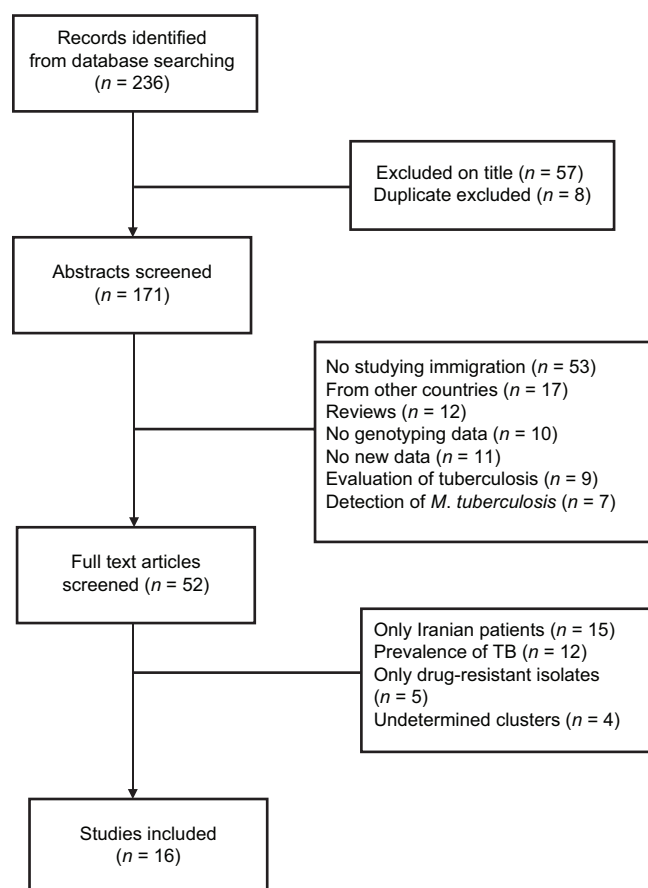 Records identified
from database searching
(n = 236)
Excluded on title (n = 57)
Duplicate excluded (n = 8)
Abstracts screened
(n = 171)
No studying immigration (n = 53)
From other countries (n = 17)
Reviews (n = 12)
No genotyping data (n = 10)
No new data (n = 11)
Evaluation of tuberculosis (n = 9)
Detection of M. tuberculosis (n = 7)
Full text articles
screened (n = 52)
Only Iranian patients (n = 15)
Prevalence of TB (n = 12)
Only drug-resistant isolates
(n = 5)
Undetermined clusters (n = 4)
Studies included
(n = 16)